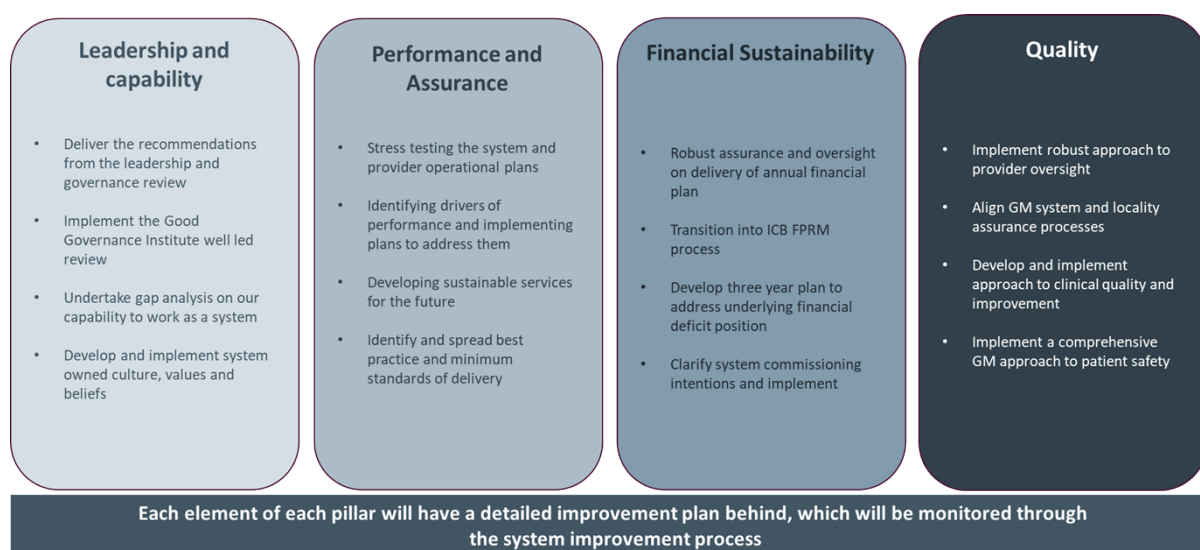 Leadership and
capability
• Deliver the recommendations
from the leadership and
governance review
• Implement the Good
Governance Institute well led
review
• Undertake gap analysis on our
capability to work as a system
• Develop and implement system
owned culture, values and
beliefs
Performance and
Assurance
• Stress testing the system and
provider operational plans
• Identifying drivers of
performance and implementing
plans to address them
• Developing sustainable services
for the future
• Identify and spread best
practice and minimum
standards of delivery
Financial Sustainability
• Robust assurance and oversight
on delivery of annual financial
plan
• Transition into ICB FPRM
process
• Develop three year plan to
address underlying financial
deficit position
• Clarify system commissioning
intentions and implement
Quality
• Implement robust approach to
provider oversight
• Align GM system and locality
assurance processes
• Develop and implement
approach to clinical quality and
improvement
• Implement a comprehensive
GM approach to patient safety
Each element of each pillar will have a detailed improvement plan behind, which will be monitored through
the system improvement process